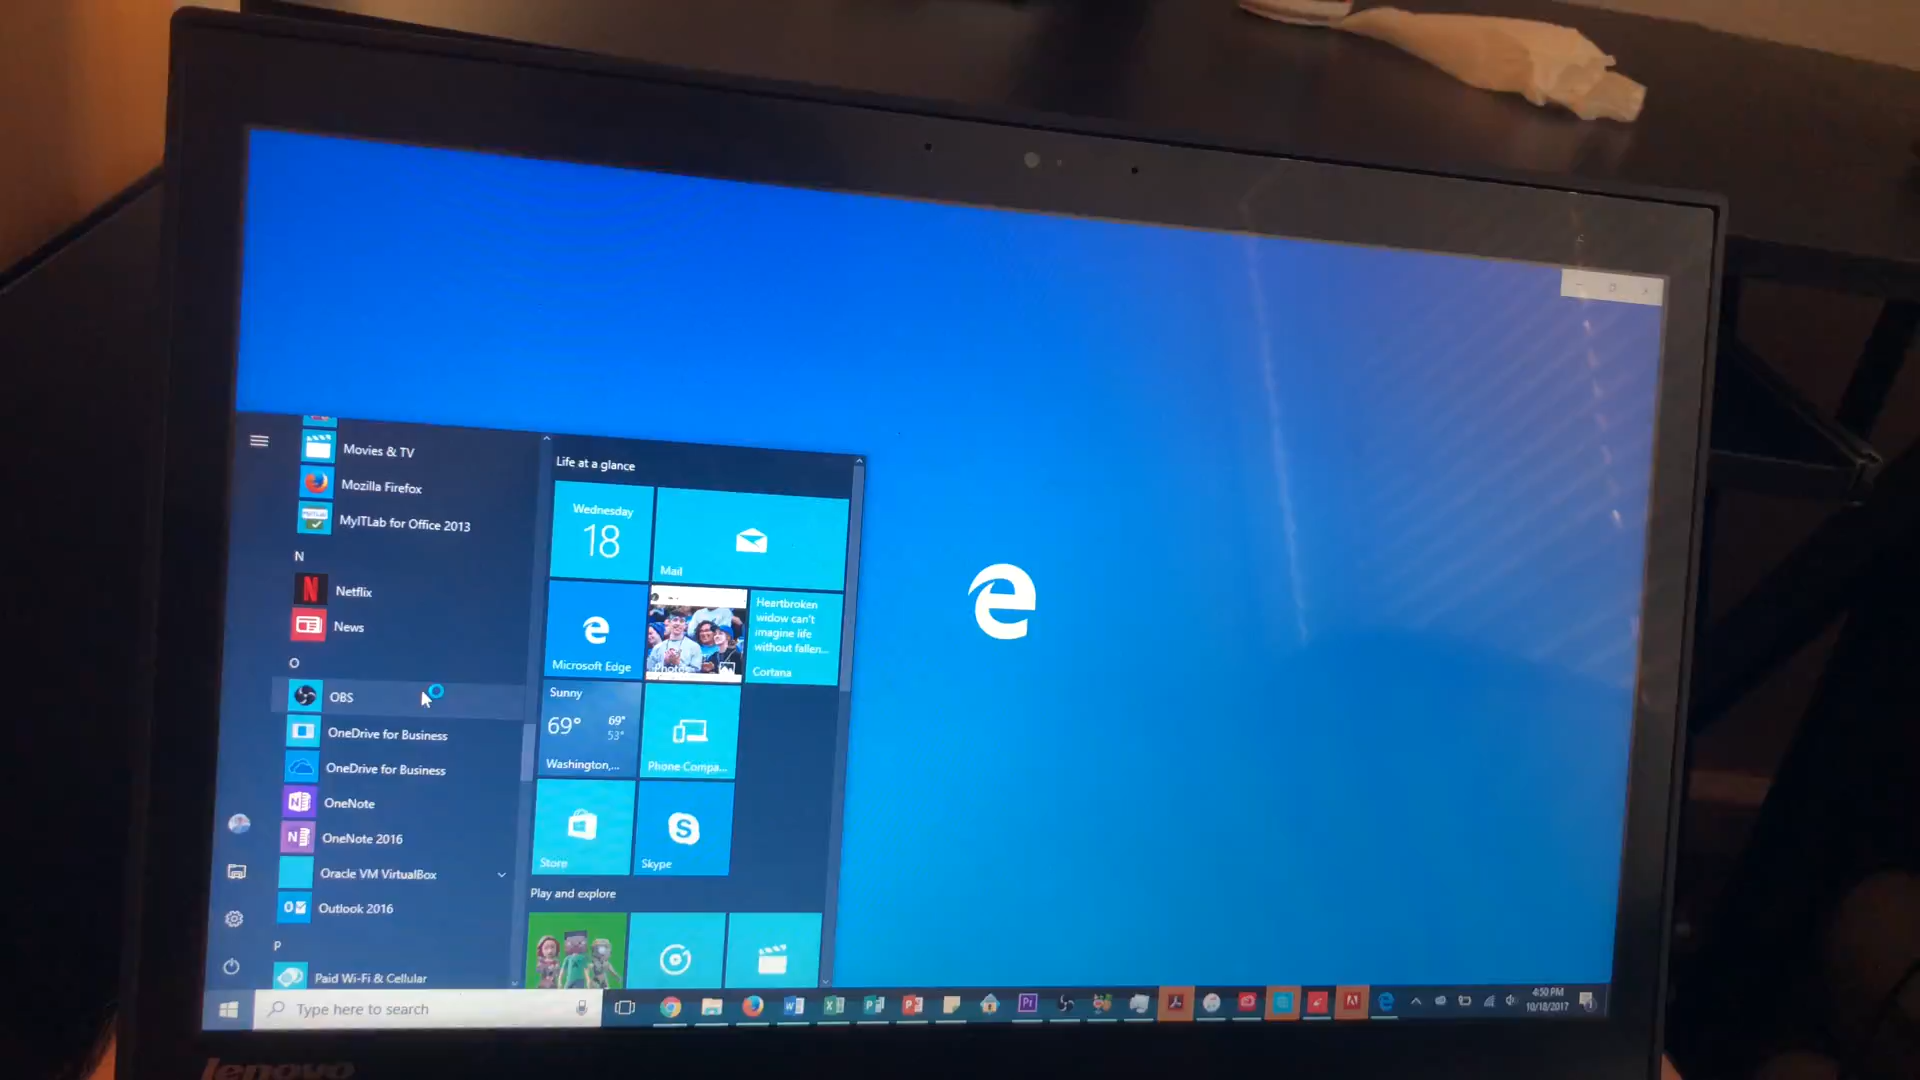 Movies & TV
Mozilla Firefox
MyITLab for Office 2013
N
Netflix
News
O
OBS
OneDrive for Business
OneDrive for Business
OneNote
OneNote 2016
Oracle VM VirtualBox
Outlook 2016
P
Paid Wi-Fi & Cellular
Life at a glance
Wednesday
18
Mail
Microsoft Edge
Photos
Heartbroken
widow can't
imagine life
without fallen...
Cortana
Sunny
69° 69°
53°
Washington,...
Phone Compa...
Store
Skype
Play and explore
Type here to search
4:50 PM
10/18/2017
lenovo